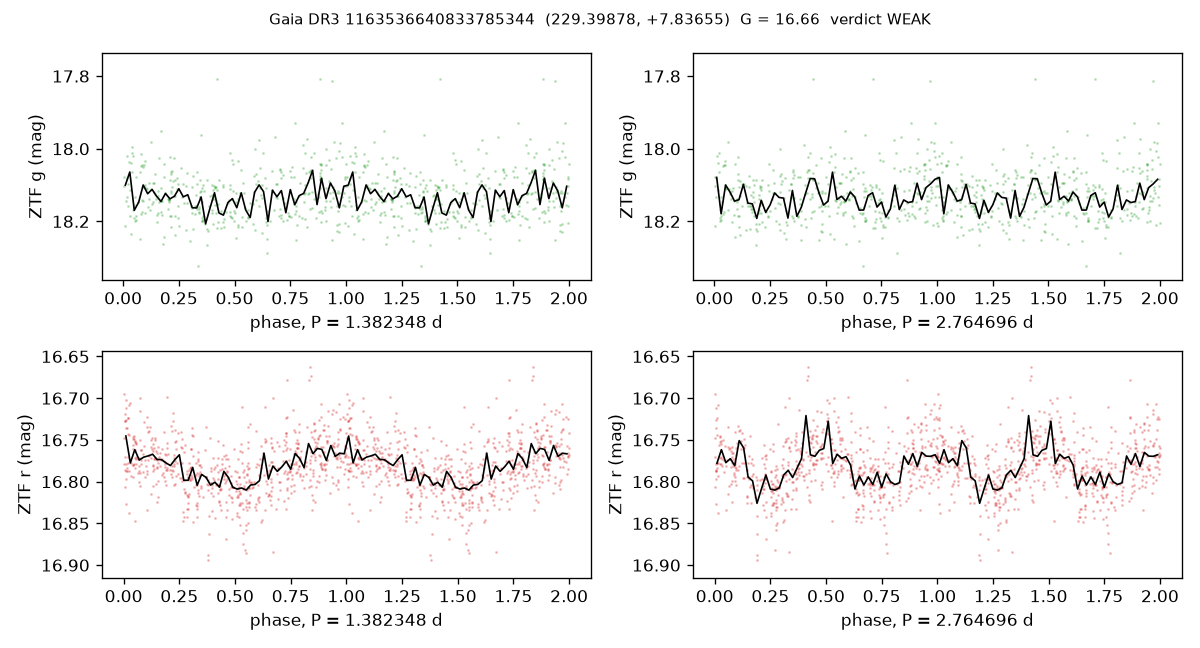 Gaia DR3 1163536640833785344 (229.39878, +7.83655) G = 16.66 verdict WEAK
ZTF g (mag)
17.8
18.0
18.2
0.00 0.25 0.50 0.75 1.00 1.25 1.50 1.75 2.00
phase, P = 1.382348 d
ZTF g (mag)
17.8
18.0
18.2
0.00 0.25 0.50 0.75 1.00 1.25 1.50 1.75 2.00
phase, P = 2.764696 d
ZTF r (mag)
16.65
16.70
16.75
16.80
16.85
16.90
0.00 0.25 0.50 0.75 1.00 1.25 1.50 1.75 2.00
phase, P = 1.382348 d
ZTF r (mag)
16.65
16.70
16.75
16.80
16.85
16.90
0.00 0.25 0.50 0.75 1.00 1.25 1.50 1.75 2.00
phase, P = 2.764696 d